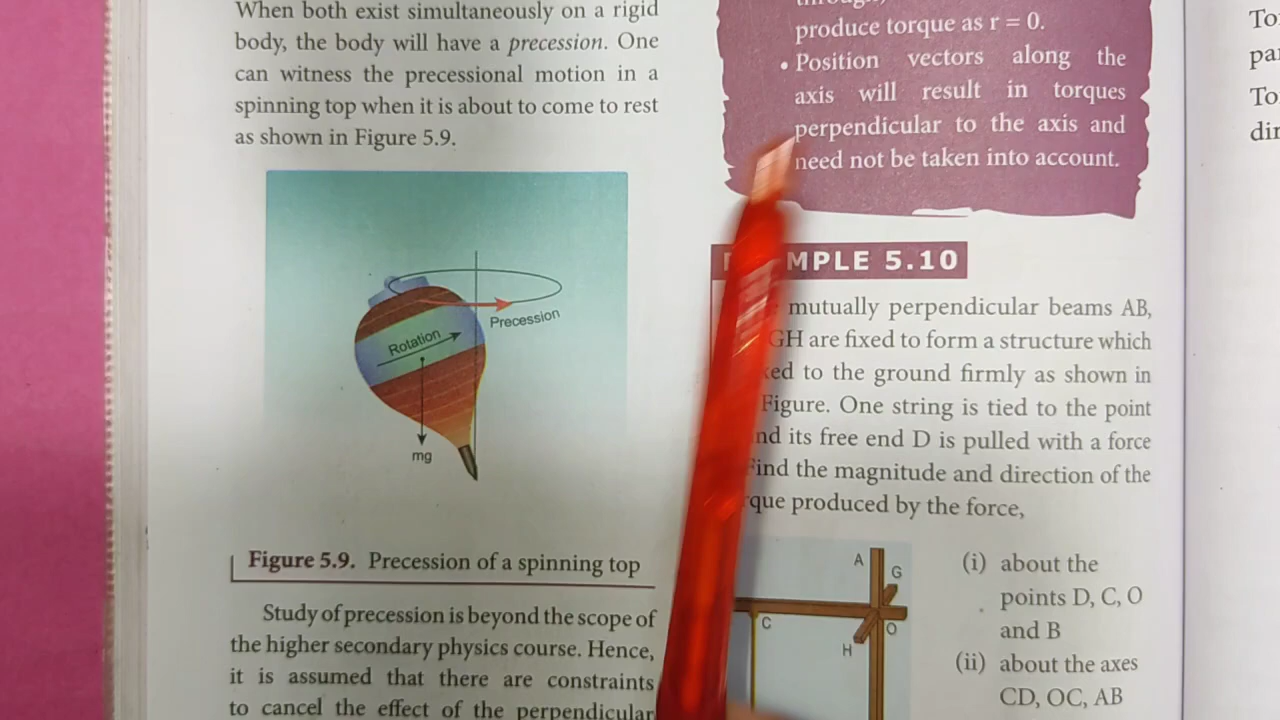 When both exist simultaneously on a rigid
body, the body will have a precession. One
can witness the precessional motion in a
spinning top when it is about to come to rest
as shown in Figure 5.9.
Rotation
Precession
mg
Figure 5.9. Precession of a spinning top
Study of precession is beyond the scope of
the higher secondary physics course. Hence,
it is assumed that there are constraints
to cancel the effect of the perpendicular
produce torque as r = 0.
• Position vectors along the
axis will result in torques
perpendicular to the axis and
need not be taken into account.
MPLE 5.10
mutually perpendicular beams AB,
GH are fixed to form a structure which
to the ground firmly as shown in
Figure. One string is tied to the point
its free end D is pulled with a force
Find the magnitude and direction of the
produced by the force,
A
G
C
O
H
(i) about the
points D, C, O
and B
(ii) about the axes
CD, OC, AB
To